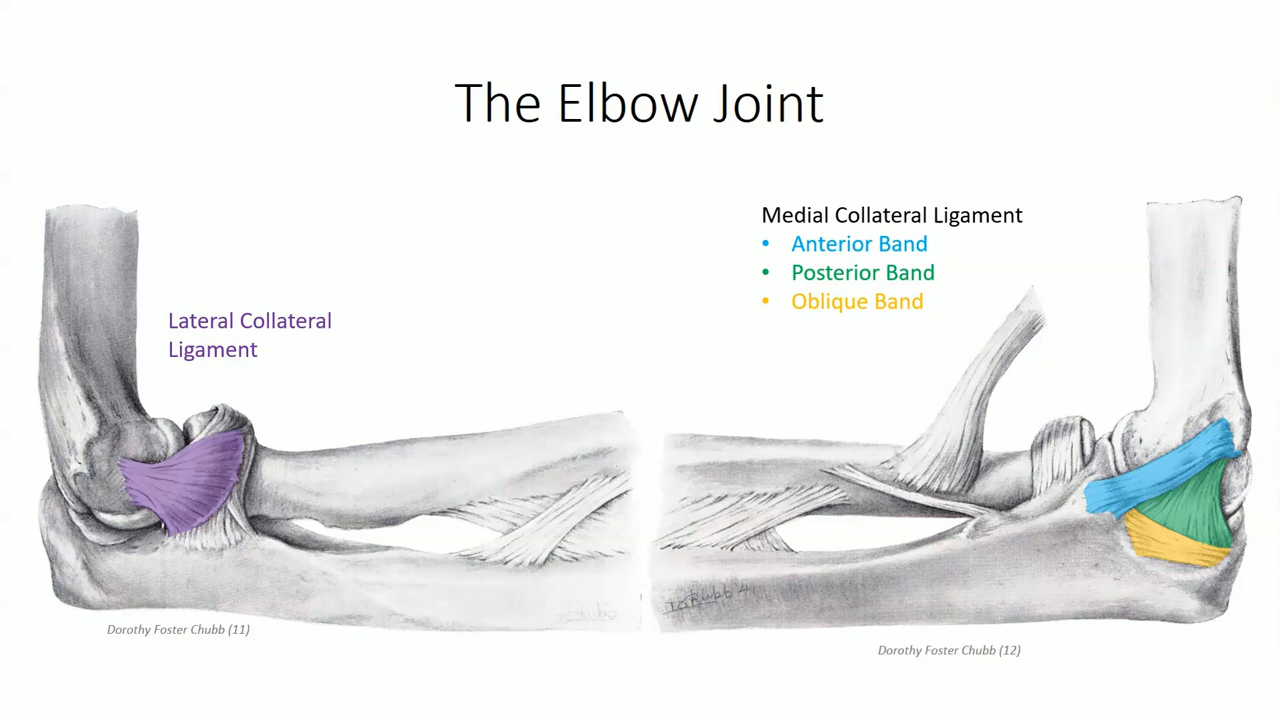 The Elbow Joint
Lateral Collateral
Ligament
Medial Collateral Ligament
• Anterior Band
• Posterior Band
• Oblique Band
Dorothy Foster Chubb (11)
Dorothy Foster Chubb (12)